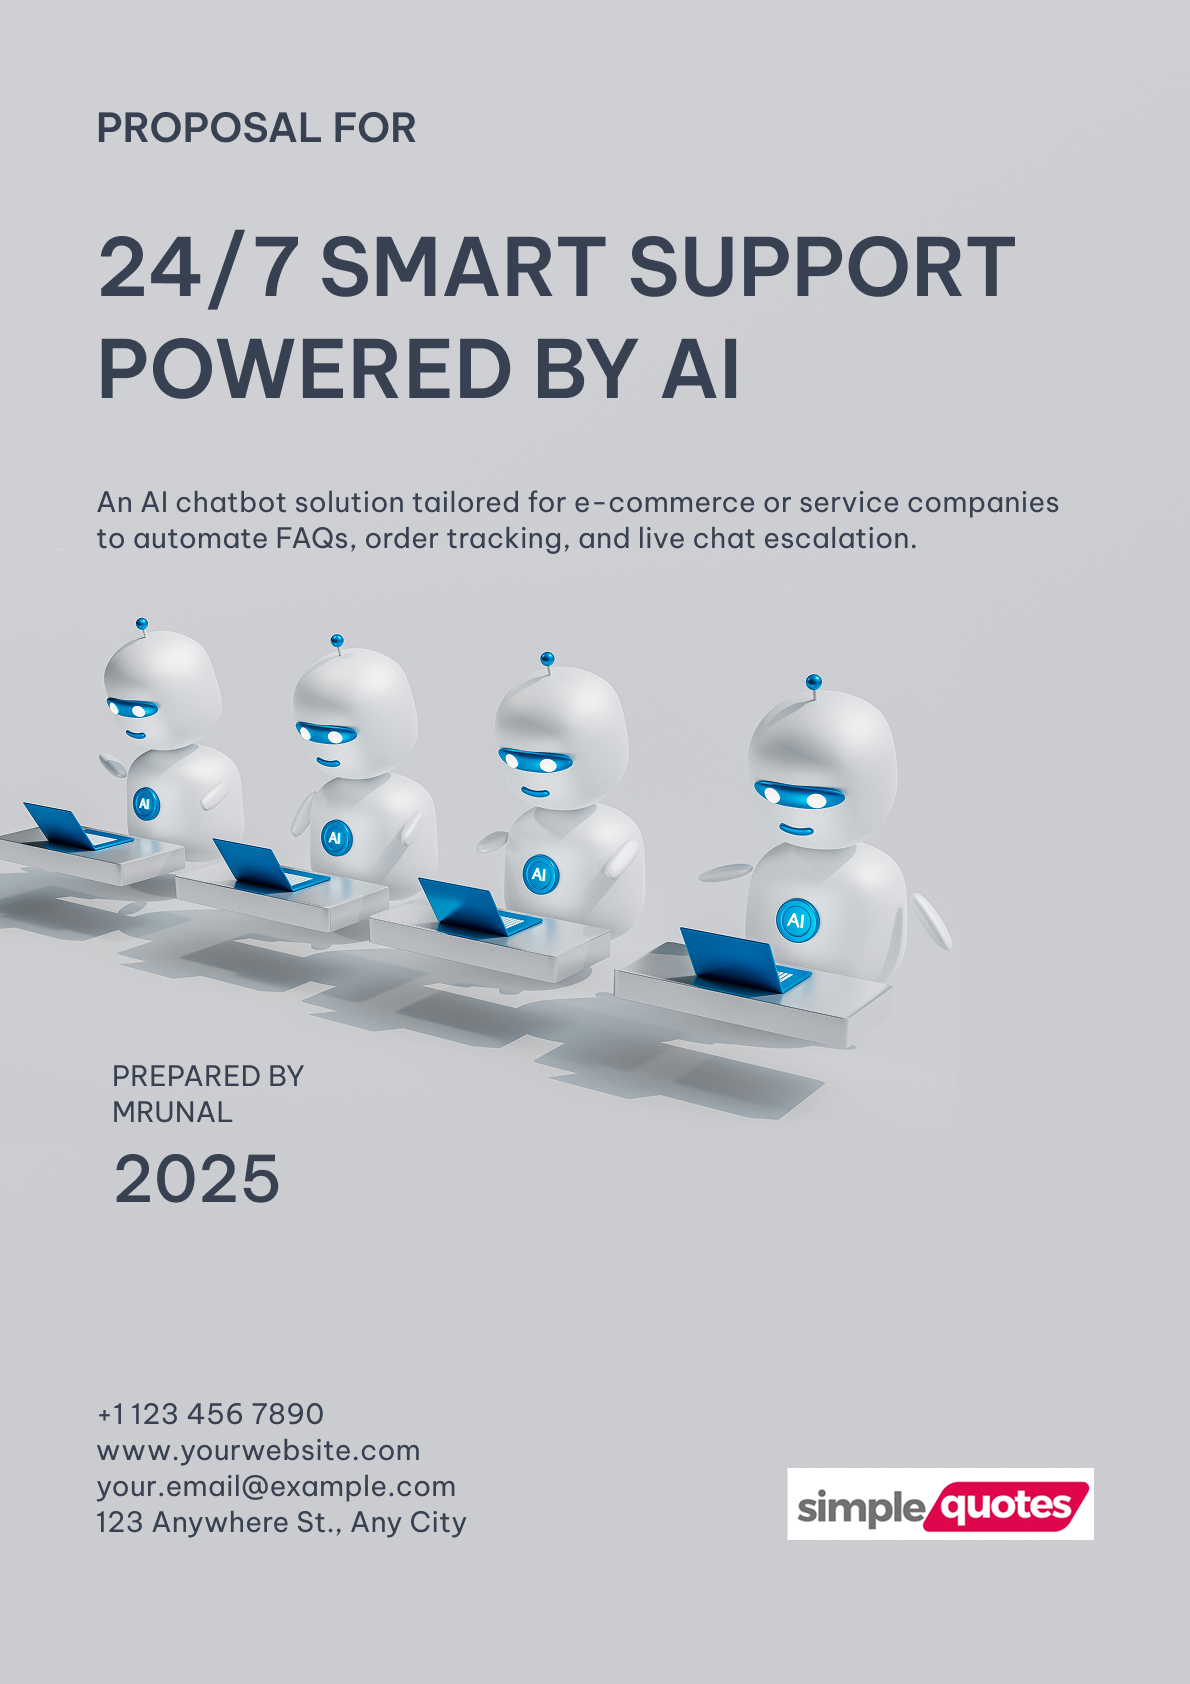 PROPOSAL FOR
24/7 SMART SUPPORT
POWERED BY AI
An AI chatbot solution tailored for e-commerce or service companies
to automate FAQs, order tracking, and live chat escalation.
AI
AI
AI
AI
PREPARED BY
MRUNAL
2025
+1 123 456 7890
www.yourwebsite.com
your.email@example.com
123 Anywhere St., Any City
simple quotes